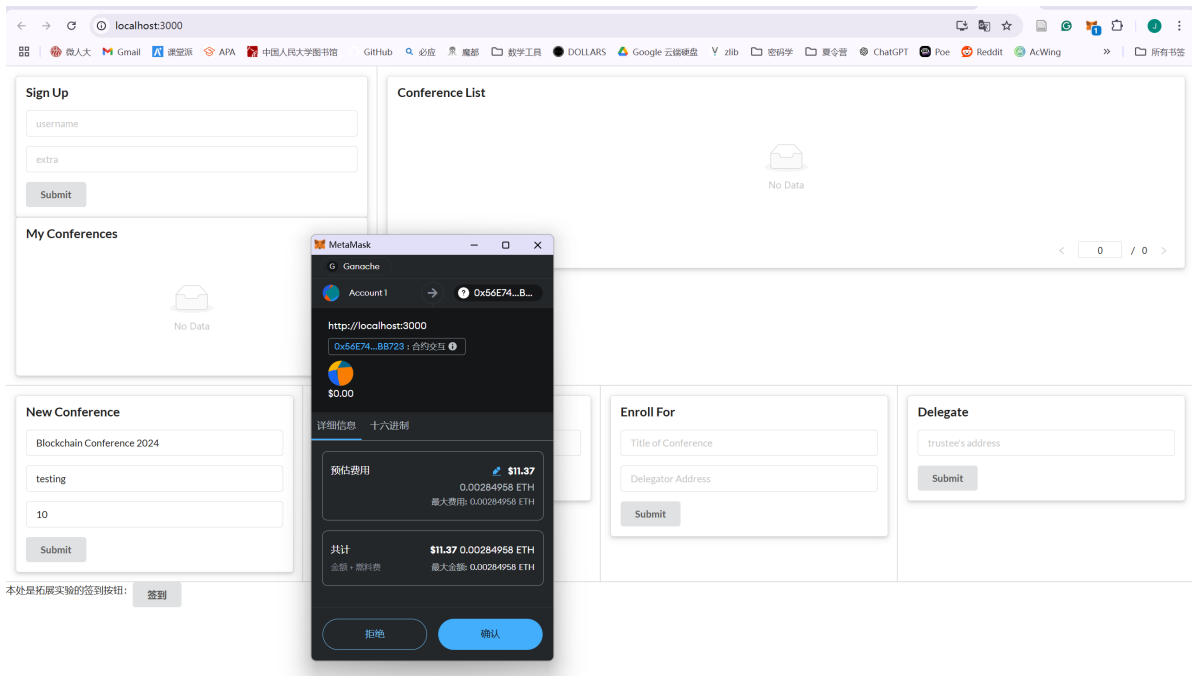 localhost:3000
1
J
微人大
Gmail
课堂派
APA
中国人民大学图书馆
GitHub
必应
魔都
数学工具
DOLLARS
Google 云端硬盘
zlib
密码学
夏令营
ChatGPT
Poe
Reddit
AcWing
»
所有书签
Sign Up
username
extra
Submit
Conference List
No Data
0 / 0
My Conferences
No Data
MetaMask
G Ganache
Account 1
0x56E74...B...
http://localhost:3000
0x56E74...BB723 : 合约交互
$0.00
详细信息 十六进制
预估费用 $11.37
0.00284958 ETH
最大费用: 0.00284958 ETH
共计 $11.37 0.00284958 ETH
金额 + 燃料费 最大金额: 0.00284958 ETH
拒绝 确认
New Conference
Blockchain Conference 2024
testing
10
Submit
Enroll For
Title of Conference
Delegator Address
Submit
Delegate
trustee's address
Submit
本处是拓展实验的签到按钮： 签到